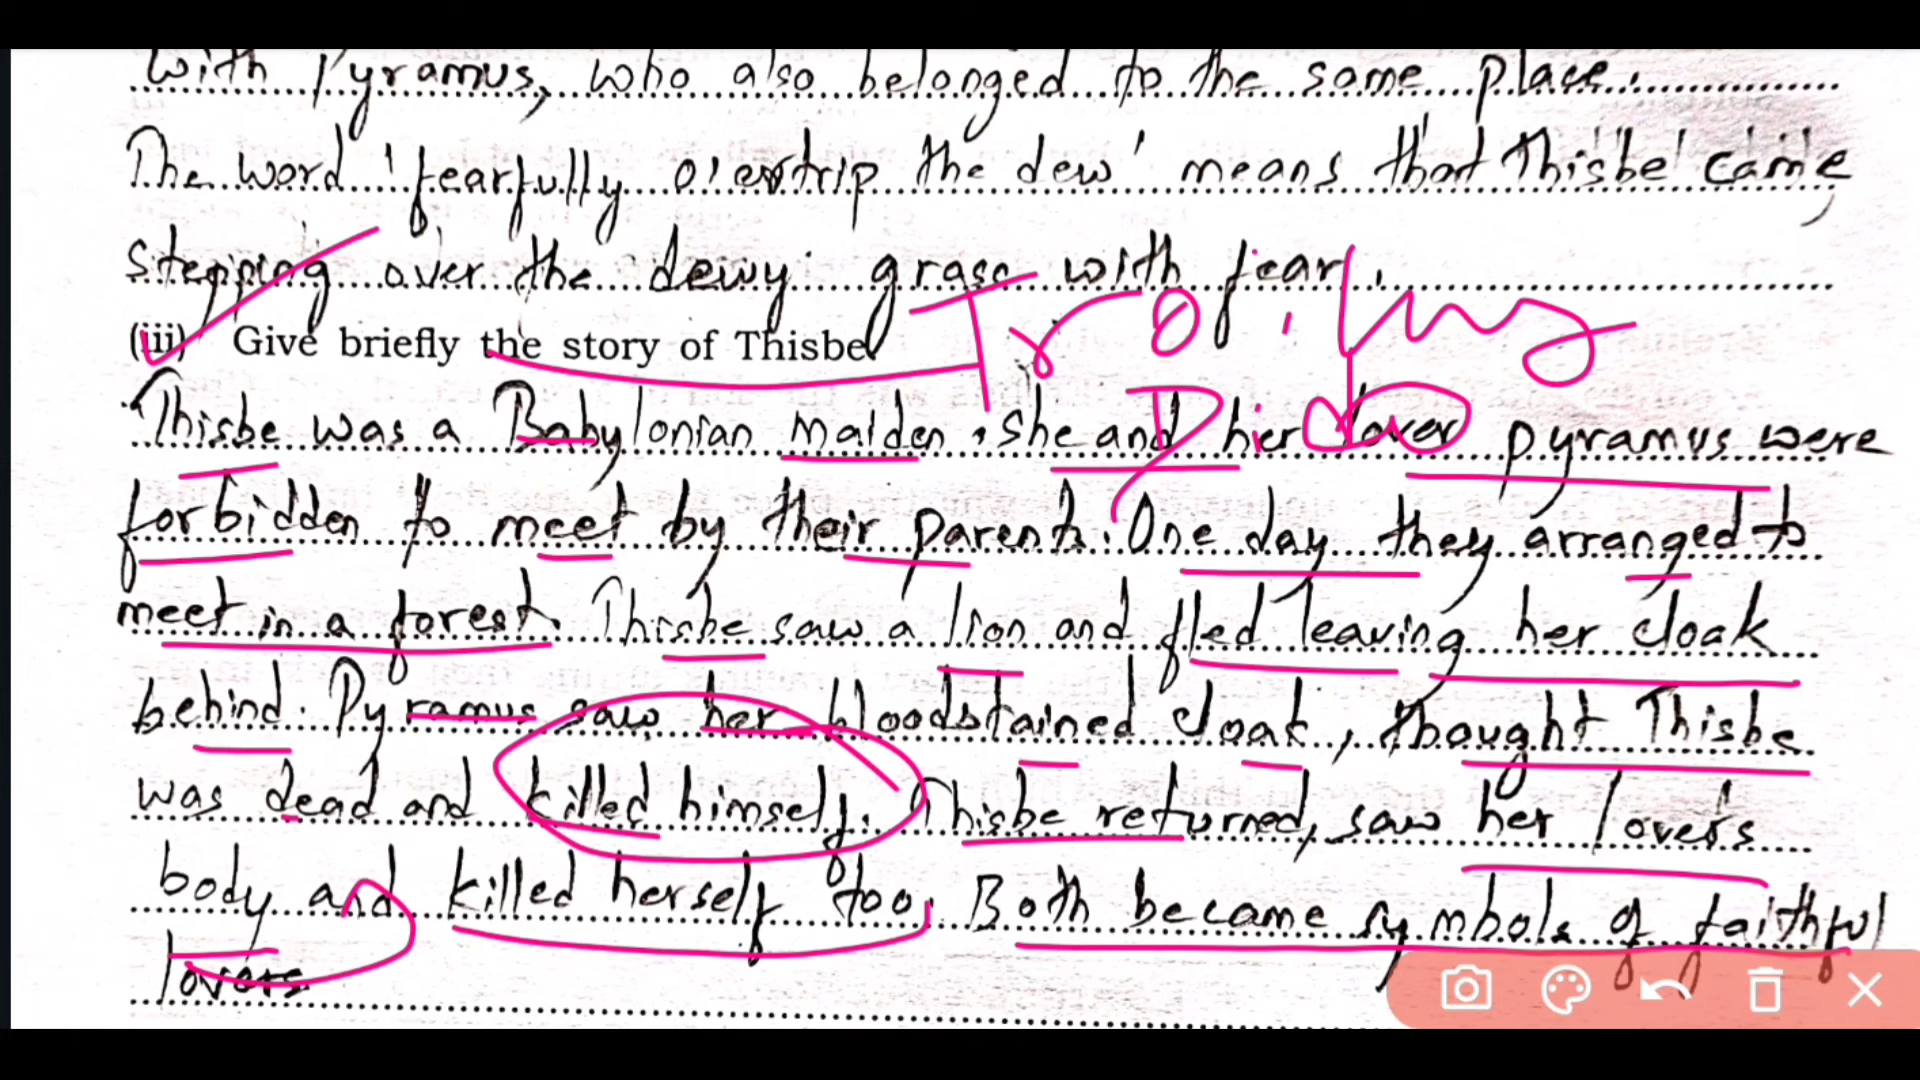 with Pyramus, who also belonged to the same place.
The word 'fearfully o'erstrip the dew' means that Thisbe came,
stepping over the dewy grass with fear.
(iii) Give briefly the story of Thisbe
Thisbe was a Babylonian maiden. She and her lover pyramus were
forbidden to meet by their parents. One day they arranged to
meet in a forest. Thisbe saw a lion and fled leaving her cloak
behind. Pyramus saw her bloodstained cloak, thought Thisbe
was dead and killed himself. Thisbe returned, saw her lover's
body and killed herself too. Both became symbols of faithful
lovers